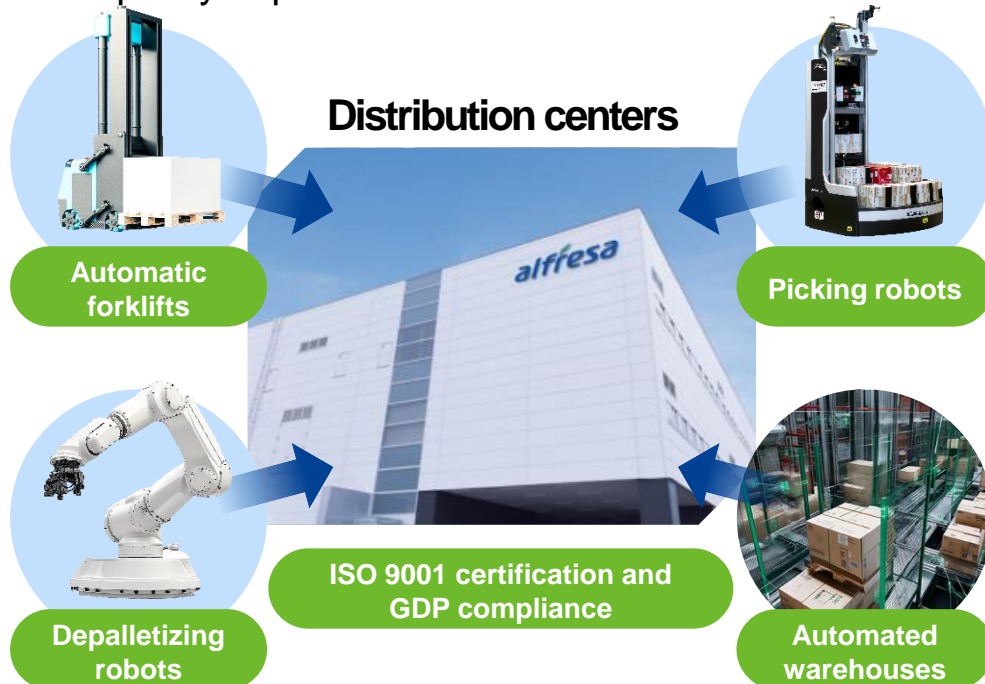 Distribution centers
alfresa
Automatic
forklifts
Picking robots
ISO 9001 certification and
GDP compliance
Depalletizing
robots
Automated
warehouses